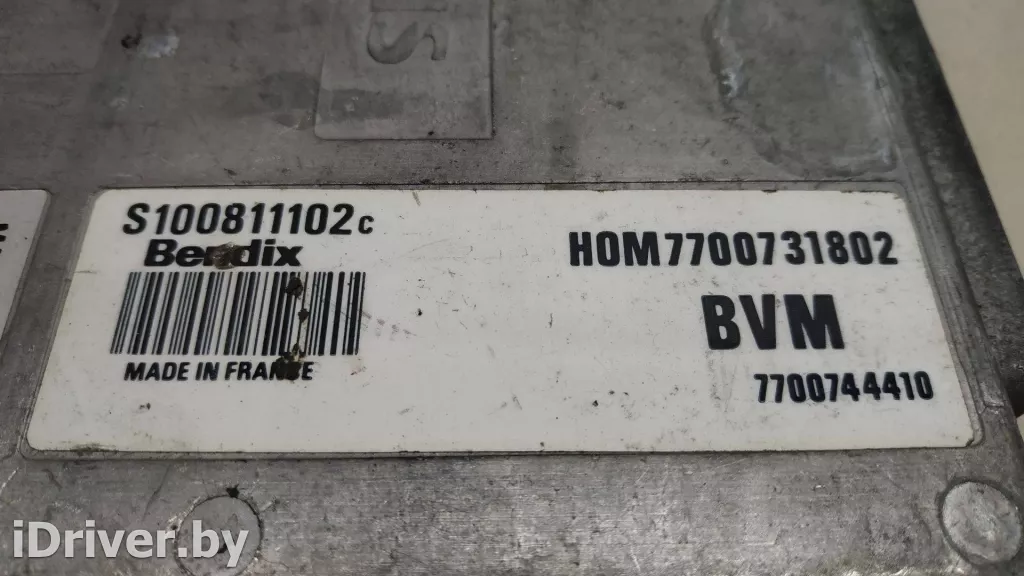 S100811102c
Bendix
MADE IN FRANCE
HOM7700731802
BVM
7700744410
iDriver.by